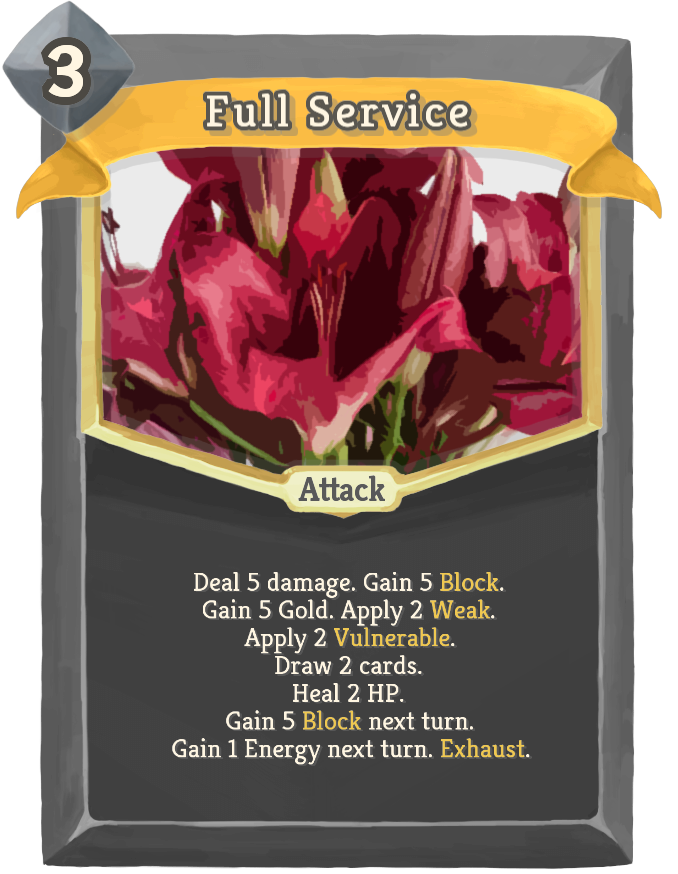 3
Full Service
Attack
Deal 5 damage. Gain 5 Block.
Gain 5 Gold. Apply 2 Weak.
Apply 2 Vulnerable.
Draw 2 cards.
Heal 2 HP.
Gain 5 Block next turn.
Gain 1 Energy next turn. Exhaust.